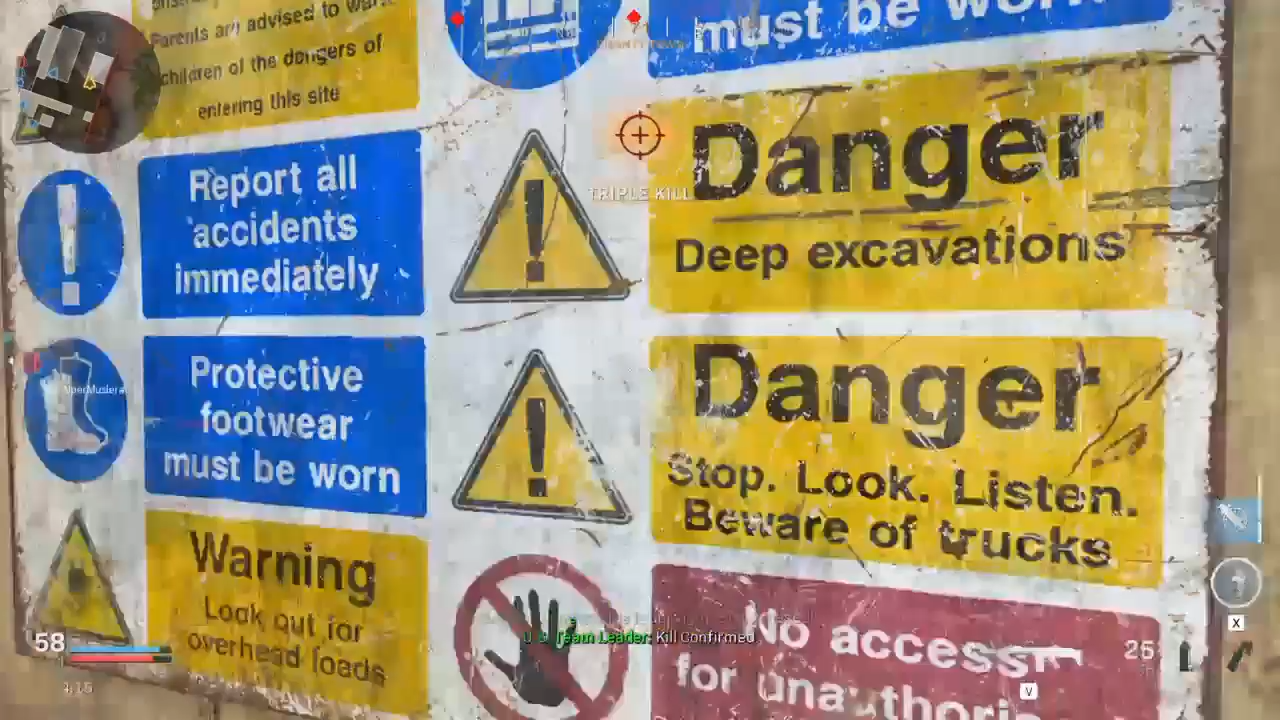 Parents are advised to warn
children of the dangers of
entering this site
must be worn
Report all
accidents
immediately
Danger
Deep excavations
TRIPLE KILL
Protective
footwear
must be worn
Danger
Stop. Look. Listen.
Beware of trucks
Warning
Look out for
overhead loads
No access
for
Team Leader: Kill Confirmed
58
25
X
V